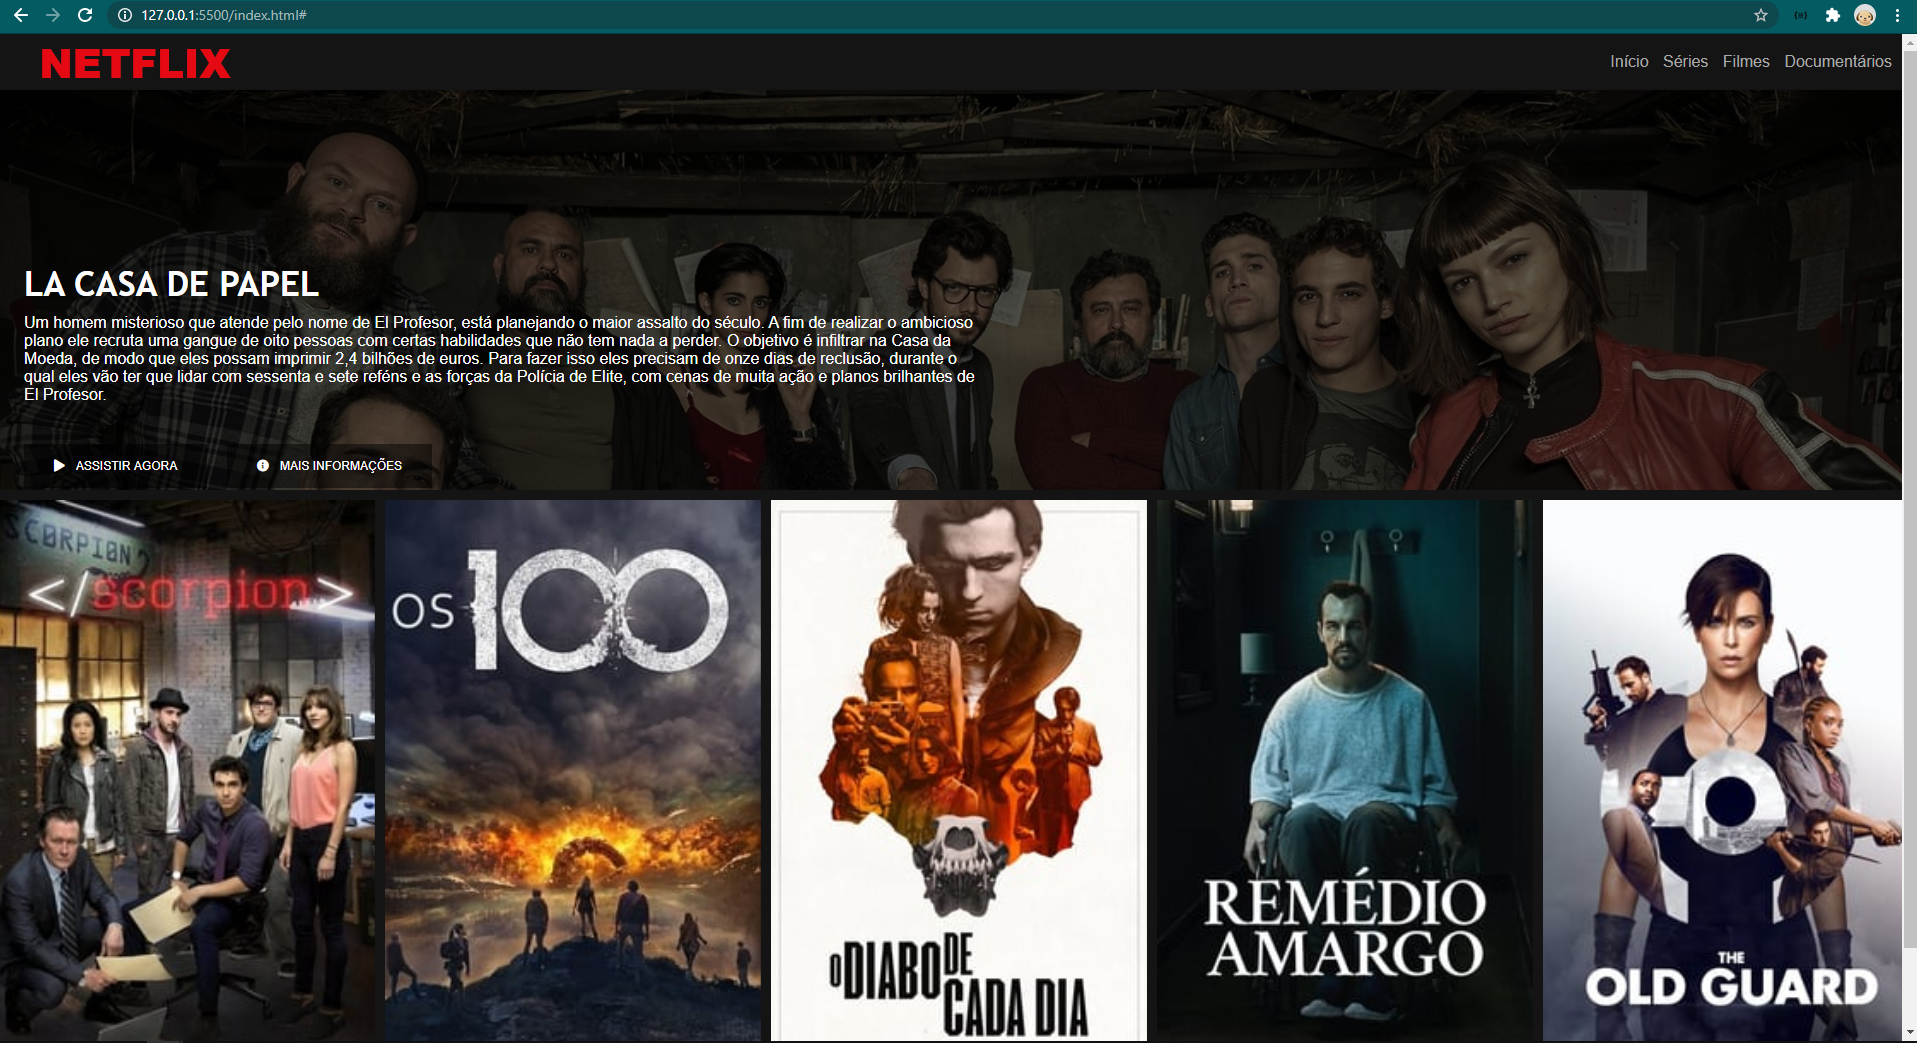 127.0.0.1:5500/index.html#
NETFLIX
Início Séries Filmes Documentários
LA CASA DE PAPEL
Um homem misterioso que atende pelo nome de El Profesor, está planejando o maior assalto do século. A fim de realizar o ambicioso
plano ele recruta uma gangue de oito pessoas com certas habilidades que não tem nada a perder. O objetivo é infiltrar na Casa da
Moeda, de modo que eles possam imprimir 2,4 bilhões de euros. Para fazer isso eles precisam de onze dias de reclusão, durante o
qual eles vão ter que lidar com sessenta e sete reféns e as forças da Polícia de Elite, com cenas de muita ação e planos brilhantes de
El Profesor.
ASSISTIR AGORA
MAIS INFORMAÇÕES
SCORPION
</scorpion>
OS 100
O DIABO DE
CADA DIA
REMÉDIO
AMARGO
THE
OLD GUARD